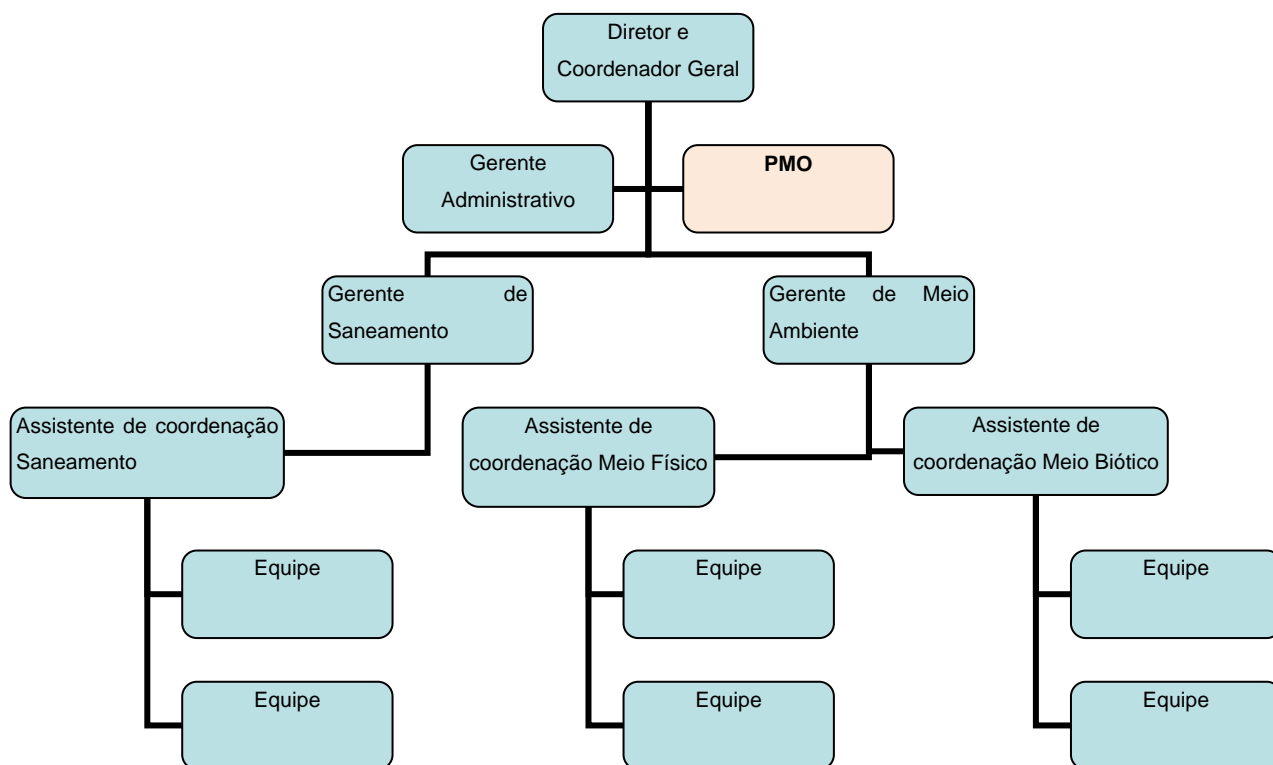 Diretor e
Coordenador Geral
Gerente
Administrativo
PMO
Gerente de
Saneamento
Gerente de Meio
Ambiente
Assistente de coordenação
Saneamento
Assistente de
coordenação Meio Físico
Assistente de
coordenação Meio Biótico
Equipe
Equipe
Equipe
Equipe
Equipe
Equipe